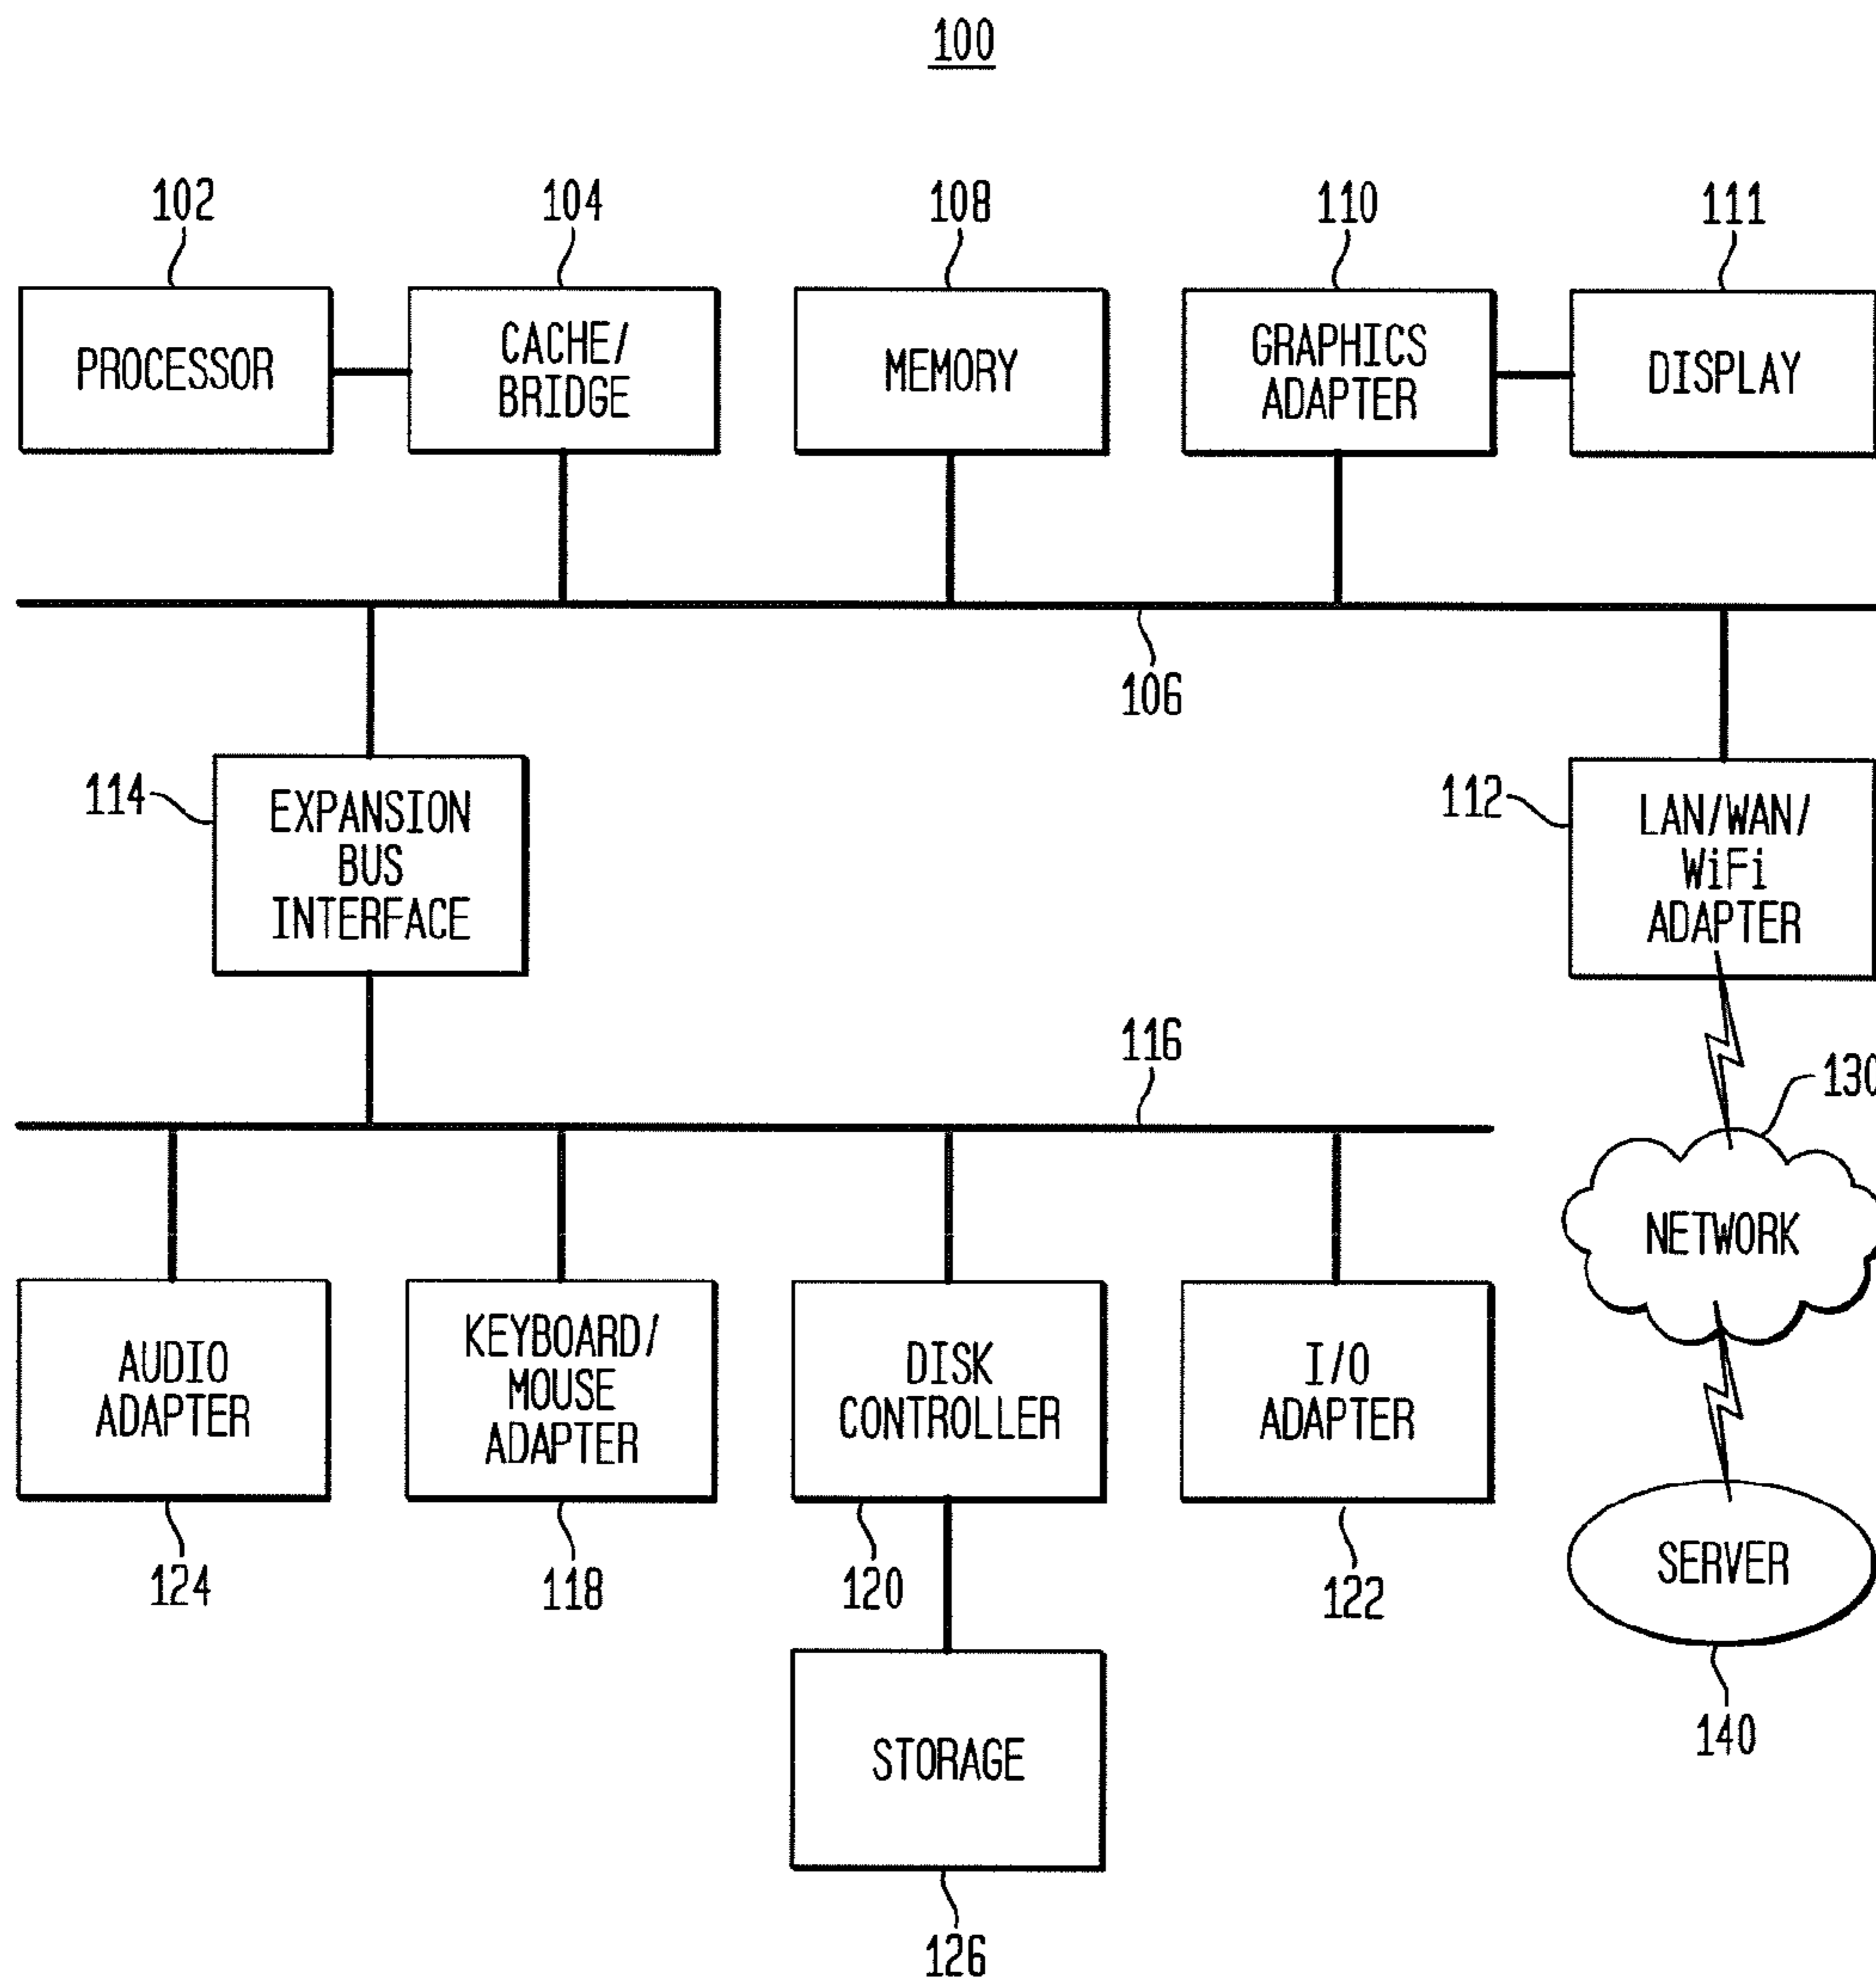 100
102
104
108
110
111
PROCESSOR
CACHE/
BRIDGE
MEMORY
GRAPHICS
ADAPTER
DISPLAY
106
114
EXPANSION
BUS
INTERFACE
112
LAN/WAN/
WiFi
ADAPTER
116
130
NETWORK
AUDIO
ADAPTER
KEYBOARD/
MOUSE
ADAPTER
DISK
CONTROLLER
I/O
ADAPTER
SERVER
124
118
120
122
140
STORAGE
126